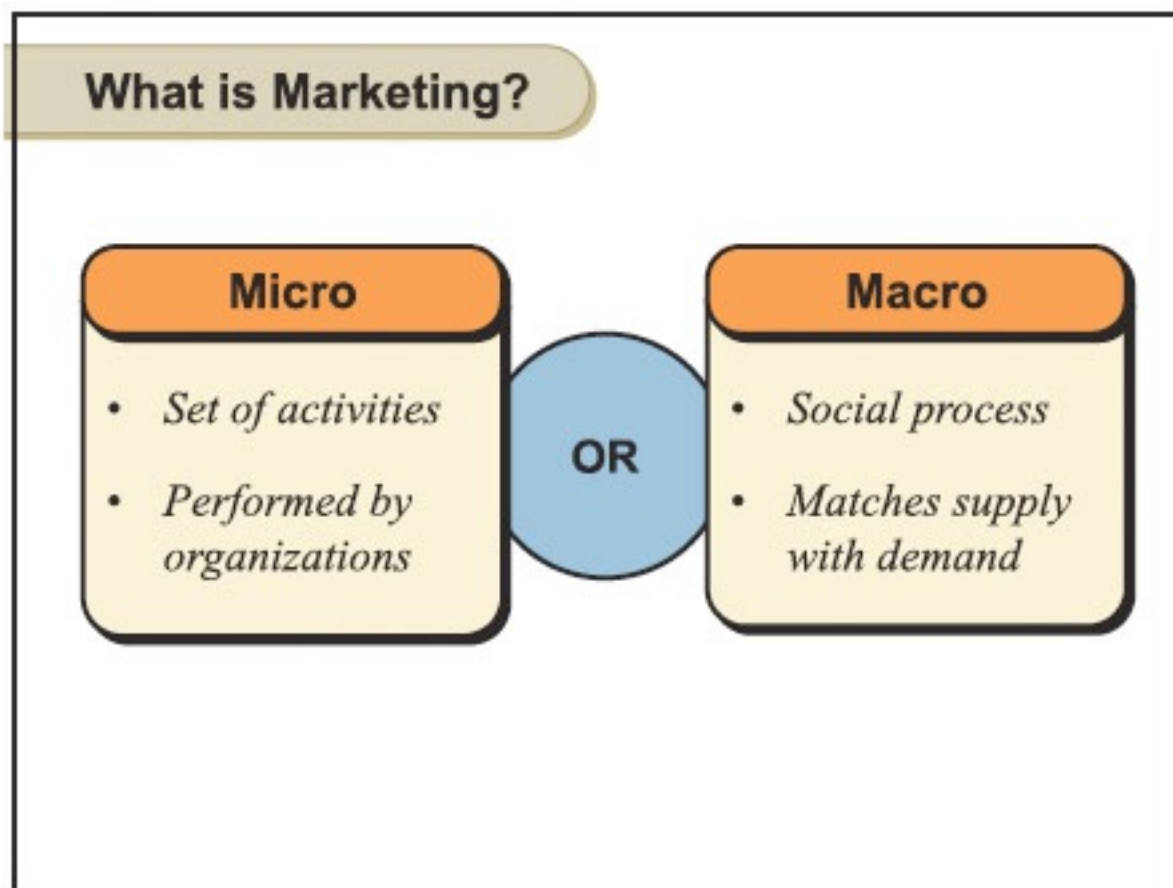 What is Marketing?
Micro
• Set of activities
• Performed by
organizations
OR
Macro
• Social process
• Matches supply
with demand